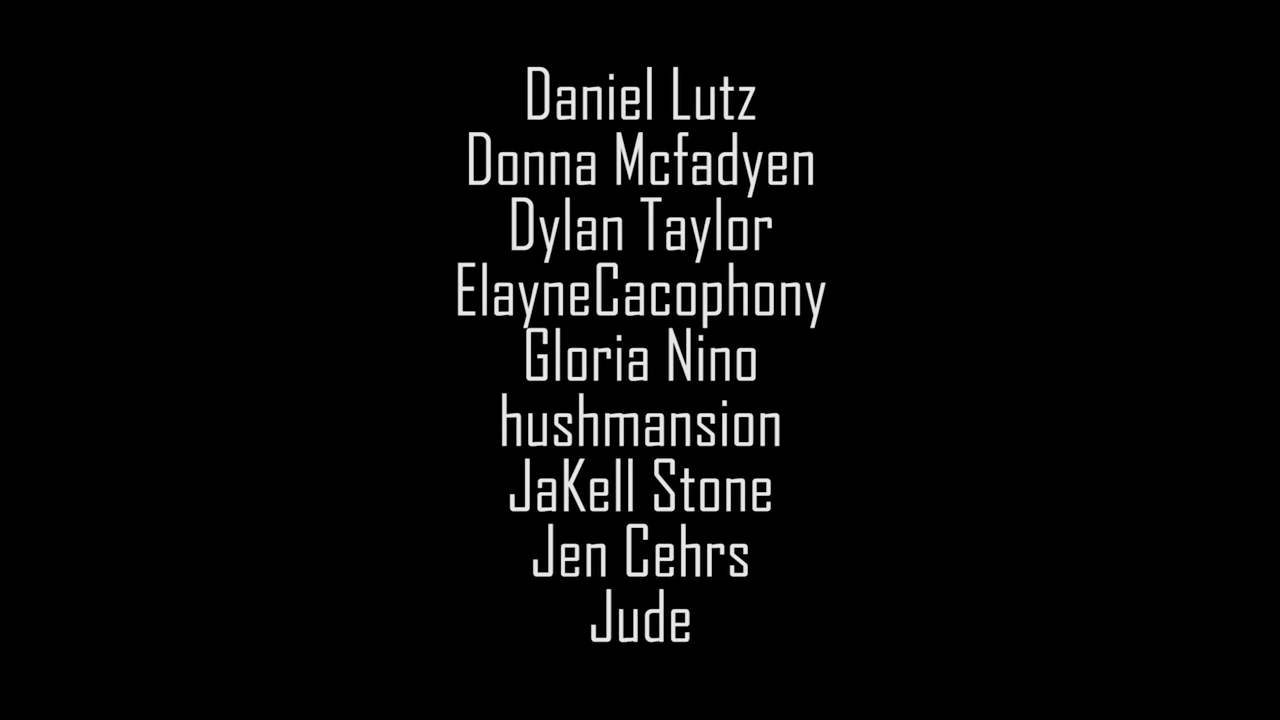 Daniel Lutz
Donna Mcfadyen
Dylan Taylor
ElayneCacophony
Gloria Nino
hushmansion
JaKell Stone
Jen Cehrs
Jude